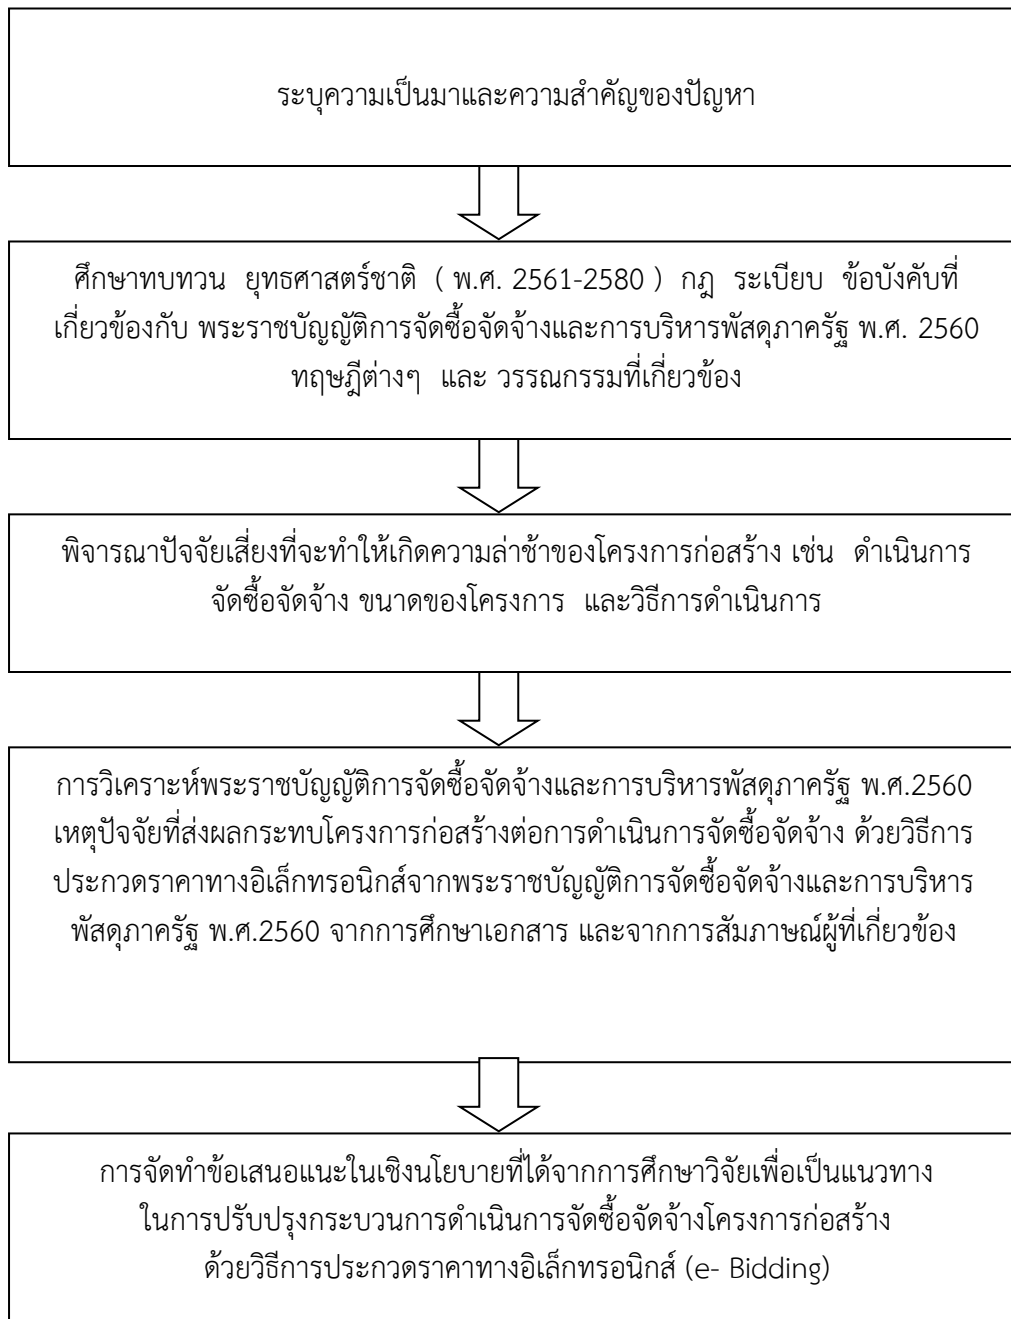 ระบุความเป็นมาและความสำคัญของปัญหา
ศึกษาทบทวน ยุทธศาสตร์ชาติ ( พ.ศ. 2561-2580 ) กฎ ระเบียบ ข้อบังคับที่
เกี่ยวข้องกับ พระราชบัญญัติการจัดซื้อจัดจ้างและการบริหารพัสดุภาครัฐ พ.ศ. 2560
ทฤษฎีต่างๆ และ วรรณกรรมที่เกี่ยวข้อง
พิจารณาปัจจัยเสี่ยงที่จะทำให้เกิดความล่าช้าของโครงการก่อสร้าง เช่น ดำเนินการ
จัดซื้อจัดจ้าง ขนาดของโครงการ และวิธีการดำเนินการ
การวิเคราะห์พระราชบัญญัติการจัดซื้อจัดจ้างและการบริหารพัสดุภาครัฐ พ.ศ.2560
เหตุปัจจัยที่ส่งผลกระทบโครงการก่อสร้างต่อการดำเนินการจัดซื้อจัดจ้าง ด้วยวิธีการ
ประกวดราคาทางอิเล็กทรอนิกส์จากพระราชบัญญัติการจัดซื้อจัดจ้างและการบริหาร
พัสดุภาครัฐ พ.ศ.2560 จากการศึกษาเอกสาร และจากการสัมภาษณ์ผู้ที่เกี่ยวข้อง
การจัดทำข้อเสนอแนะในเชิงนโยบายที่ได้จากการศึกษาวิจัยเพื่อเป็นแนวทาง
ในการปรับปรุงกระบวนการดำเนินการจัดซื้อจัดจ้างโครงการก่อสร้าง
ด้วยวิธีการประกวดราคาทางอิเล็กทรอนิกส์ (e- Bidding)